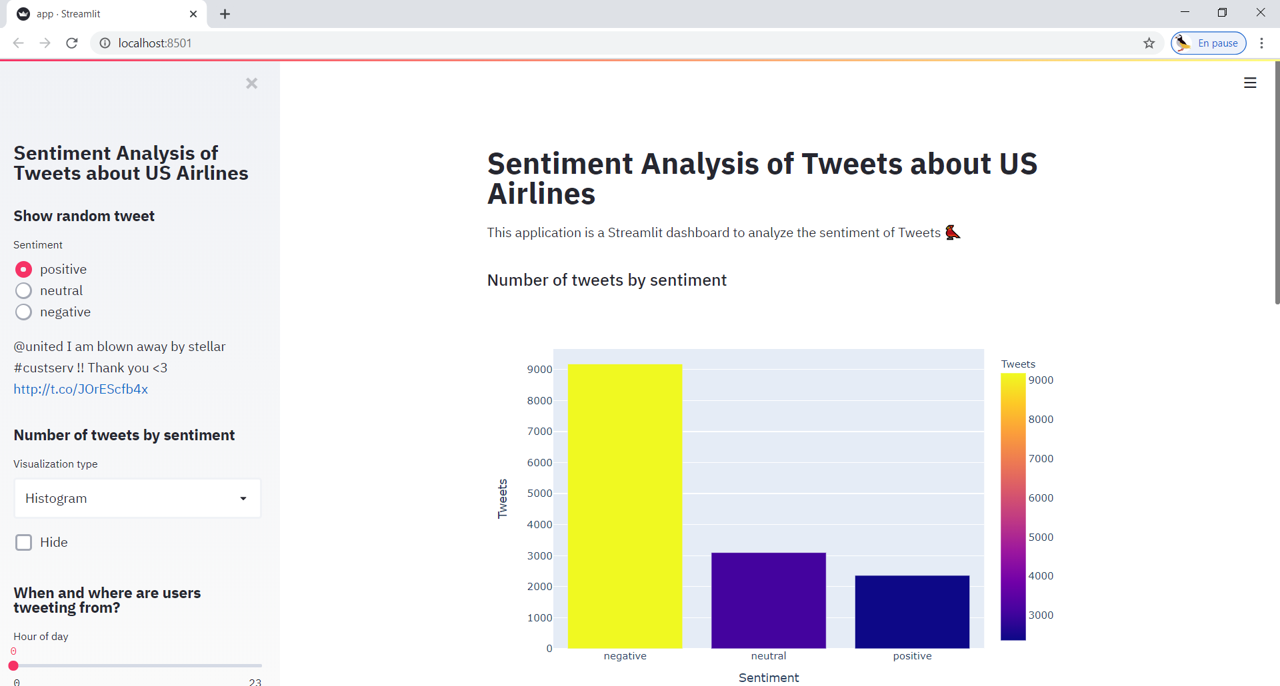 app · Streamlit
localhost:8501
En pause
Sentiment Analysis of
Tweets about US Airlines
Show random tweet
Sentiment
positive
neutral
negative
@united I am blown away by stellar
#custserv !! Thank you <3
http://t.co/JOrEScfb4x
Number of tweets by sentiment
Visualization type
Histogram
Hide
When and where are users
tweeting from?
Hour of day
0
0 23
Sentiment Analysis of Tweets about US
Airlines
This application is a Streamlit dashboard to analyze the sentiment of Tweets
Number of tweets by sentiment
Tweets
9000
8000
7000
6000
5000
4000
3000
2000
1000
0
negative neutral positive
Sentiment
Tweets
9000
8000
7000
6000
5000
4000
3000